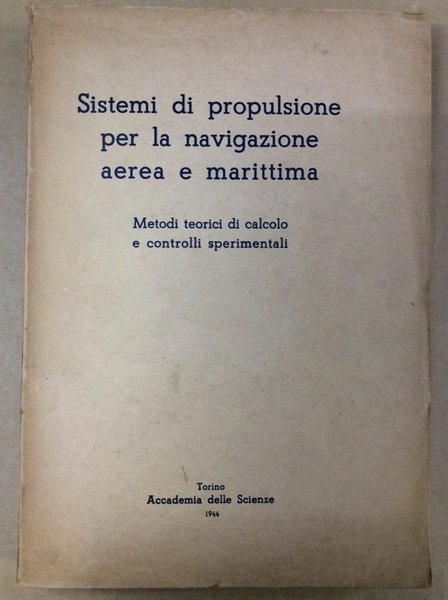 Sistemi di propulsione
per la navigazione
aerea e marittima
Metodi teorici di calcolo
e controlli sperimentali
Torino
Accademia delle Scienze
1944